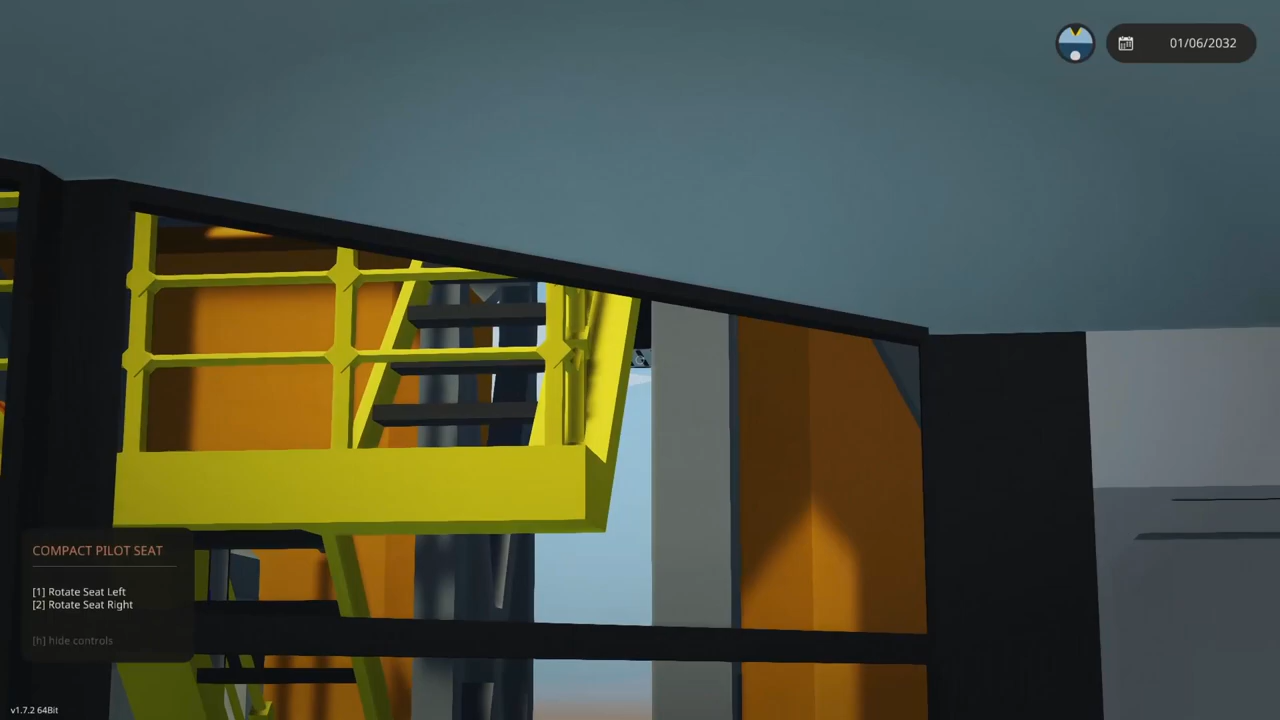 01/06/2032
COMPACT PILOT SEAT
[1] Rotate Seat Left
[2] Rotate Seat Right
[h] hide controls
v1.7.2 64Bit